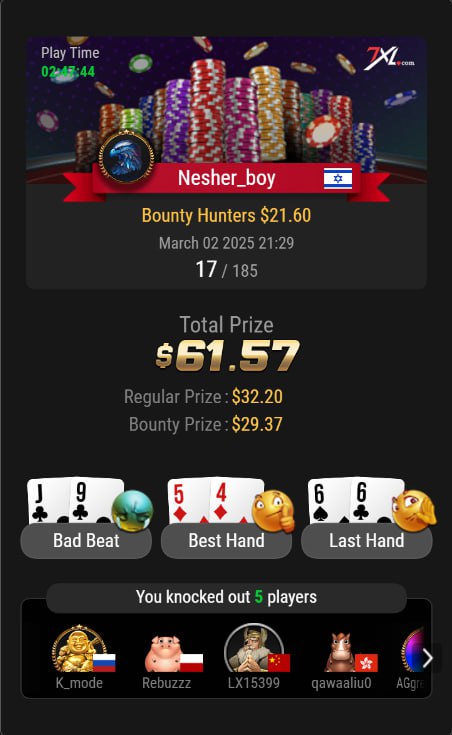 Play Time
02:47:44
7XL.com
Nesher_boy
Bounty Hunters $21.60
March 02 2025 21:29
17 / 185
Total Prize
$61.57
Regular Prize : $32.20
Bounty Prize : $29.37
J 9 5 4 6 6
Bad Beat Best Hand Last Hand
You knocked out 5 players
K_mode Rebuzzz LX15399 qawaaliu0 AGgre